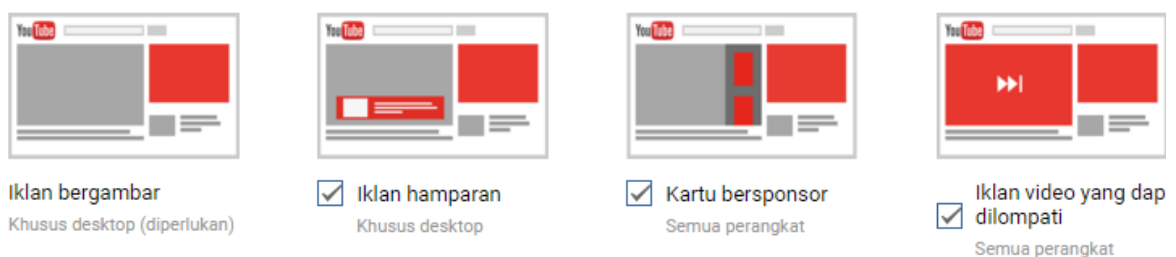 YouTube
YouTube
YouTube
YouTube
Iklan bergambar
Khusus desktop (diperlukan)
Iklan hamparan
Khusus desktop
Kartu bersponsor
Semua perangkat
Iklan video yang dap
dilompati
Semua perangkat